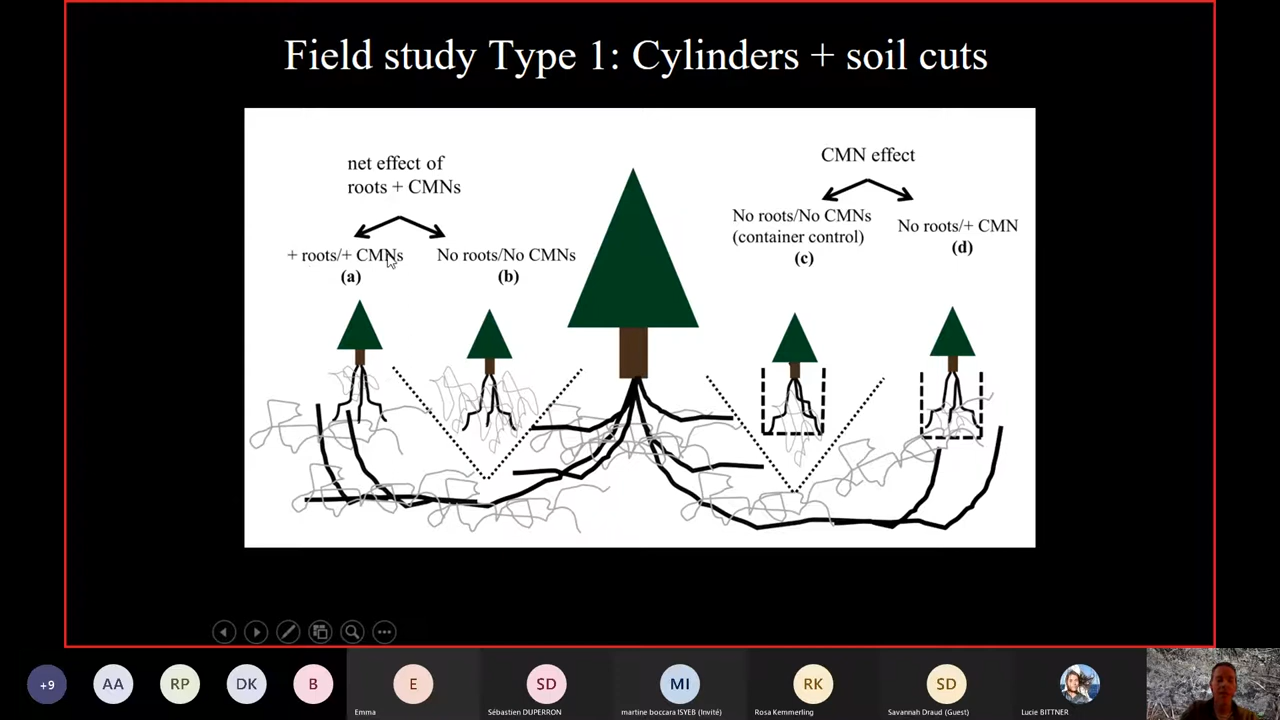 Field study Type 1: Cylinders + soil cuts
net effect of
roots + CMNs
+ roots/+ CMNs
(a)
No roots/No CMNs
(b)
CMN effect
No roots/No CMNs
(container control)
(c)
No roots/+ CMN
(d)
+9
AA
RP
DK
B
E
Emma
SD
Sébastien DUPERRON
MI
martine boccara ISYEB (Invité)
RK
Rosa Kemmerling
SD
Savannah Draud (Guest)
Lucie BITTNER